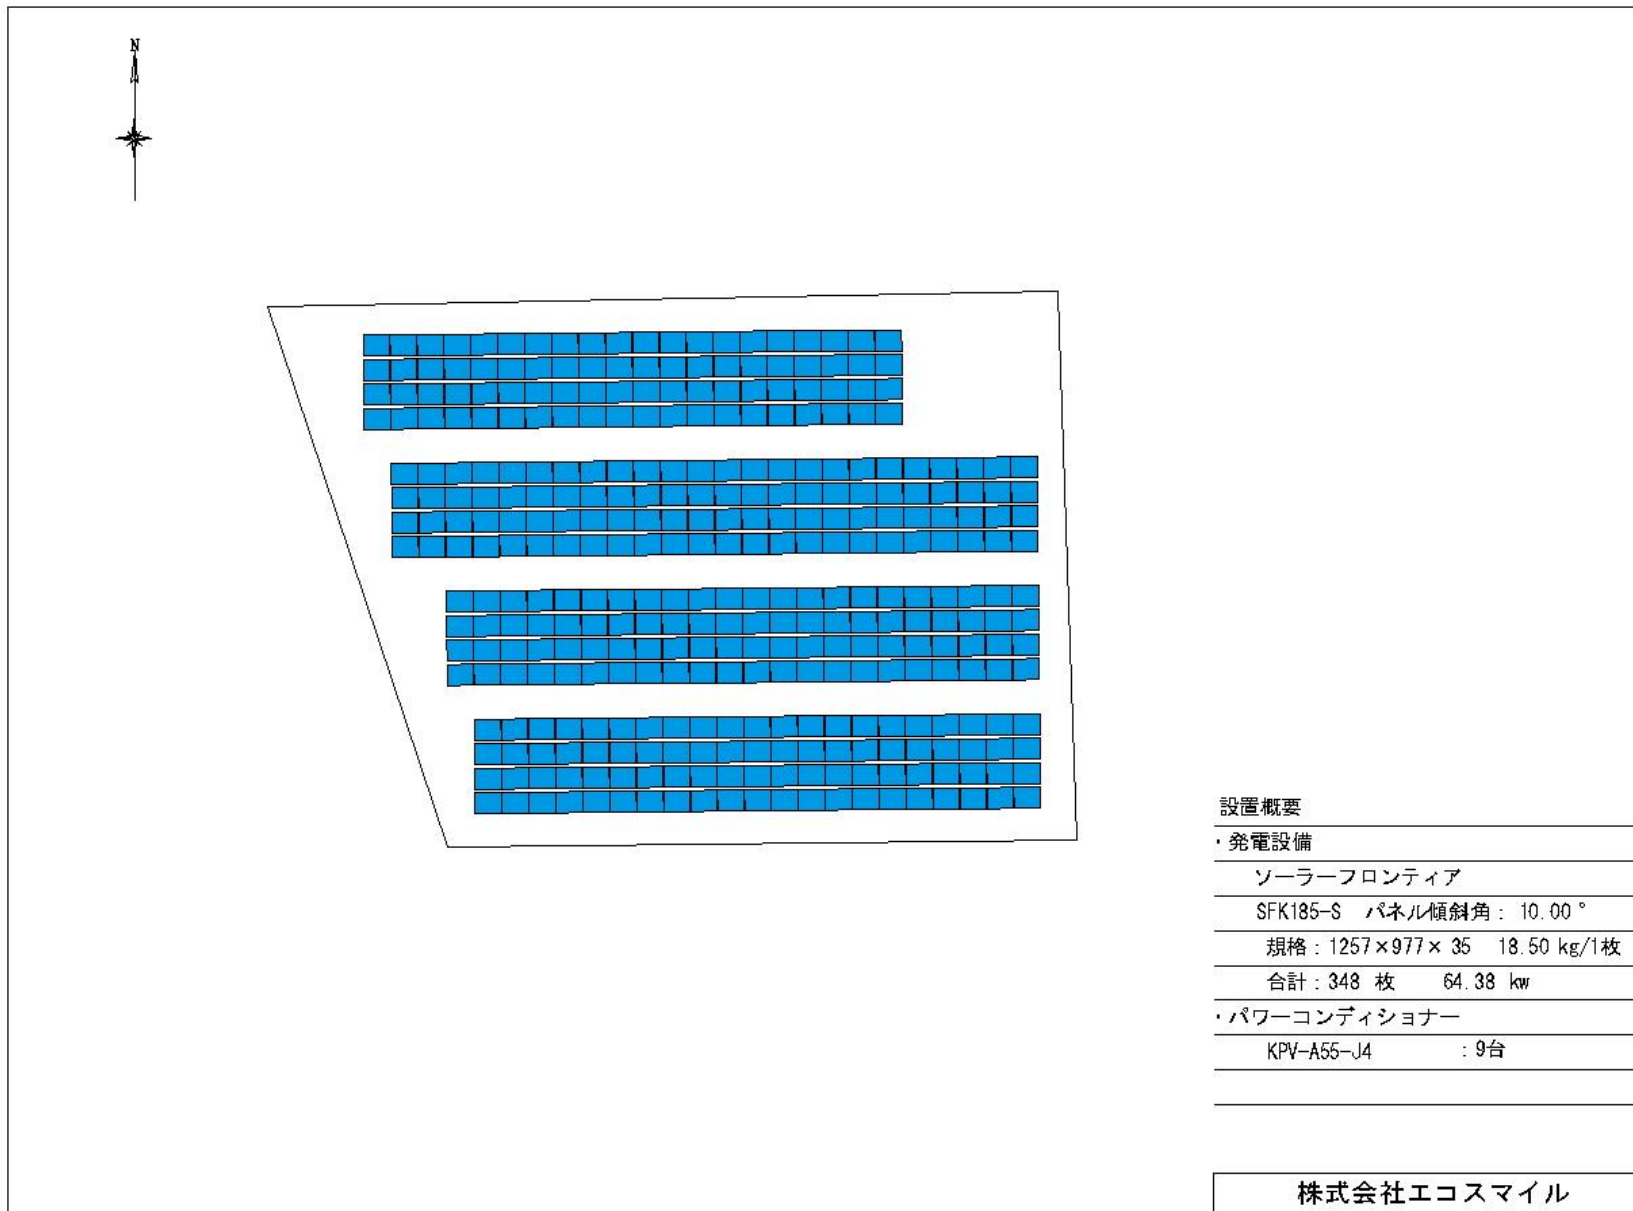 N
設置概要
・発電設備
ソーラーフロンティア
SFK185-S パネル傾斜角： 10.00°
規格：1257×977× 35 18.50 kg/1枚
合計：348 枚 64.38 kw
・パワーコンディショナー
KPV-A55-J4 ：9台
株式会社エコスマイル